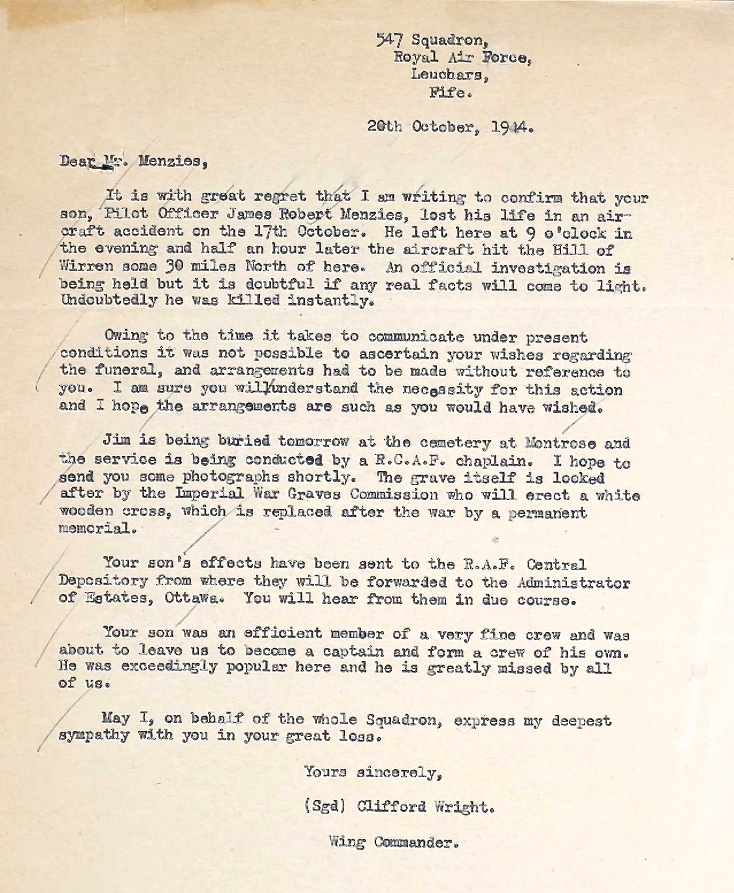 547 Squadron,
Royal Air Force,
Leuchars,
Fife.
20th October, 1944.
Dear Mr. Menzies,
It is with great regret that I am writing to confirm that your
son, Pilot Officer James Robert Menzies, lost his life in an air-
craft accident on the 17th October. He left here at 9 o'clock in
the evening and half an hour later the aircraft hit the Hill of
Wirren some 30 miles North of here. An official investigation is
being held but it is doubtful if any real facts will come to light.
Undoubtedly he was killed instantly.
Owing to the time it takes to communicate under present
conditions it was not possible to ascertain your wishes regarding
the funeral, and arrangements had to be made without reference to
you. I am sure you will/understand the necessity for this action
and I hope the arrangements are such as you would have wished.
Jim is being buried tomorrow at the cemetery at Montrose and
the service is being conducted by a R.C.A.F. chaplain. I hope to
send you some photographs shortly. The grave itself is looked
after by the Imperial War Graves Commission who will erect a white
wooden cross, which is replaced after the war by a permanent
memorial.
Your son's effects have been sent to the R.A.F. Central
Depository from where they will be forwarded to the Administrator
of Estates, Ottawa. You will hear from them in due course.
Your son was an efficient member of a very fine crew and was
about to leave us to become a captain and form a crew of his own.
He was exceedingly popular here and he is greatly missed by all
of us.
May I, on behalf of the whole Squadron, express my deepest
sympathy with you in your great loss.
Yours sincerely,
(Sgd) Clifford Wright.
Wing Commander.